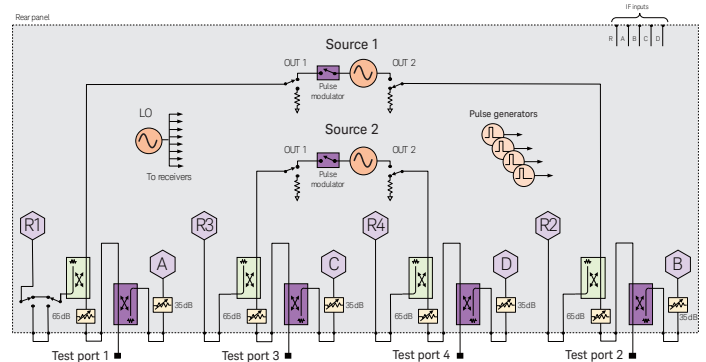 IF inputs
Rear panel
R A B C D
Source 1
OUT 1
OUT 2
Pulse
modulator
LO
To receivers
Source 2
OUT 1
OUT 2
Pulse
modulator
Pulse generators
R1
A
R3
C
R4
D
R2
B
65dB
35dB
65dB
35dB
65dB
35dB
65dB
35dB
Test port 1
Test port 3
Test port 4
Test port 2